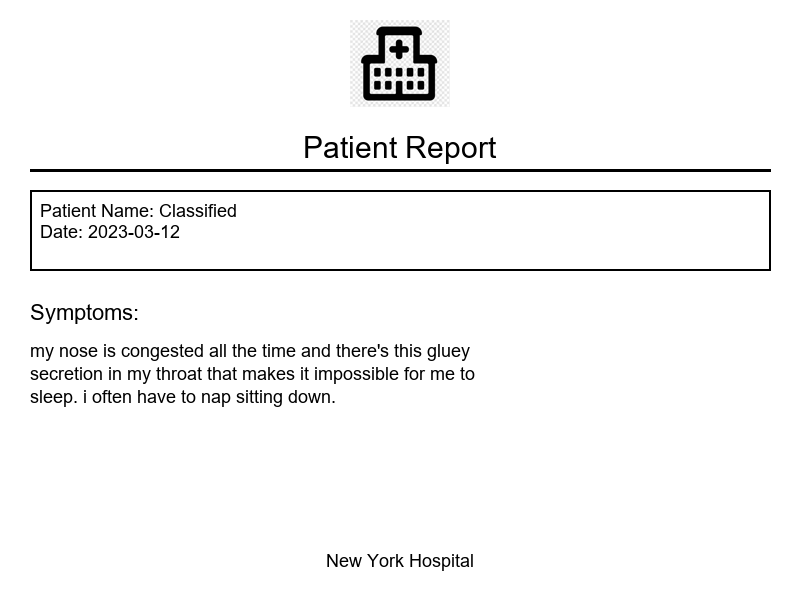 Patient Report
Patient Name: Classified
Date: 2023-03-12
Symptoms:
my nose is congested all the time and there's this gluey
secretion in my throat that makes it impossible for me to
sleep. i often have to nap sitting down.
New York Hospital